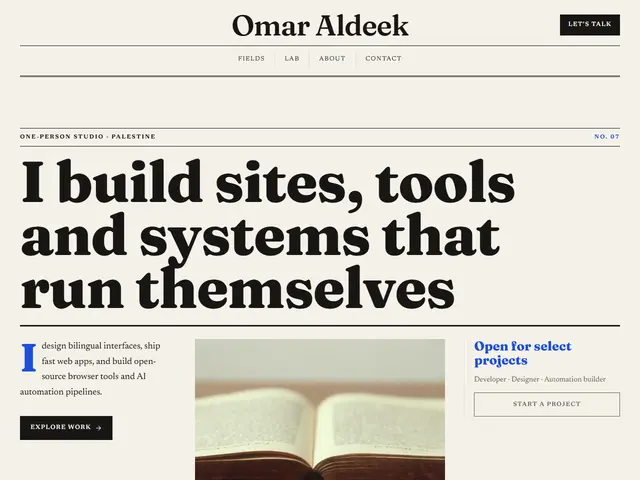 Omar Aldeek
LET'S TALK
FIELDS
LAB
ABOUT
CONTACT
ONE-PERSON STUDIO · PALESTINE
NO. 07
I build sites, tools
and systems that
run themselves
I design bilingual interfaces, ship
fast web apps, and build open-
source browser tools and AI
automation pipelines.
EXPLORE WORK →
Open for select
projects
Developer · Designer · Automation builder
START A PROJECT